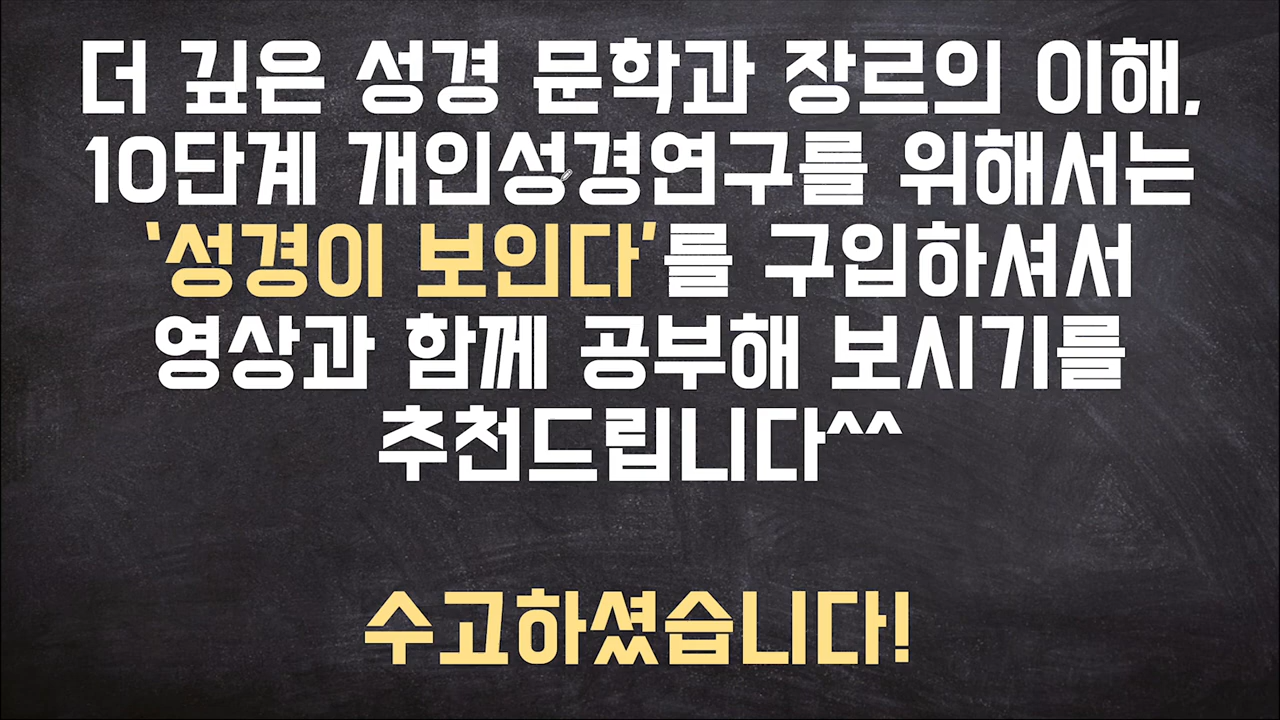 더 깊은 성경 문학과 장르의 이해,
10단계 개인성경연구를 위해서는
‘성경이 보인다’를 구입하셔서
영상과 함께 공부해 보시기를
추천드립니다^^
수고하셨습니다!